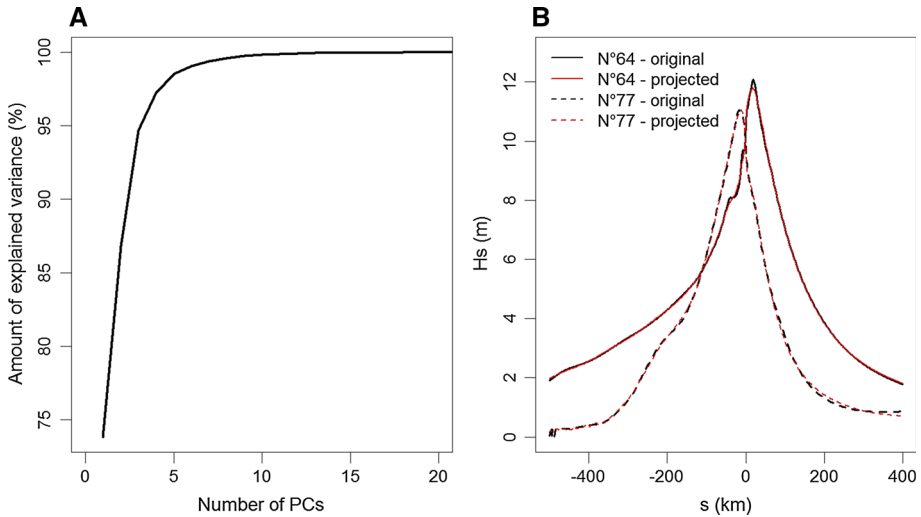 A
Amount of explained variance (%)
100
95
90
85
80
75
0 5 10 15 20
Number of PCs
B
N°64 - original
N°64 - projected
N°77 - original
N°77 - projected
Hs (m)
12
10
8
6
4
2
0
-400 -200 0 200 400
s (km)